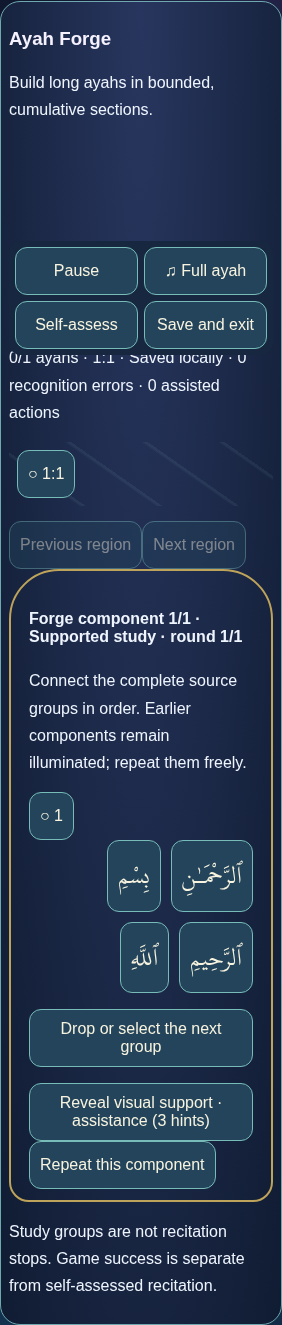 Ayah Forge
Build long ayahs in bounded,
cumulative sections.
Pause
♫ Full ayah
Self-assess
Save and exit
0/1 ayahs · 1:1 · Saved locally · 0
recognition errors · 0 assisted
actions
○ 1:1
Previous region
Next region
Forge component 1/1 ·
Supported study · round 1/1
Connect the complete source
groups in order. Earlier
components remain
illuminated; repeat them freely.
○ 1
ٱلرَّحْمَـٰنِ
بِسْمِ
ٱلرَّحِيمِ
ٱللَّهِ
Drop or select the next
group
Reveal visual support ·
assistance (3 hints)
Repeat this component
Study groups are not recitation
stops. Game success is separate
from self-assessed recitation.